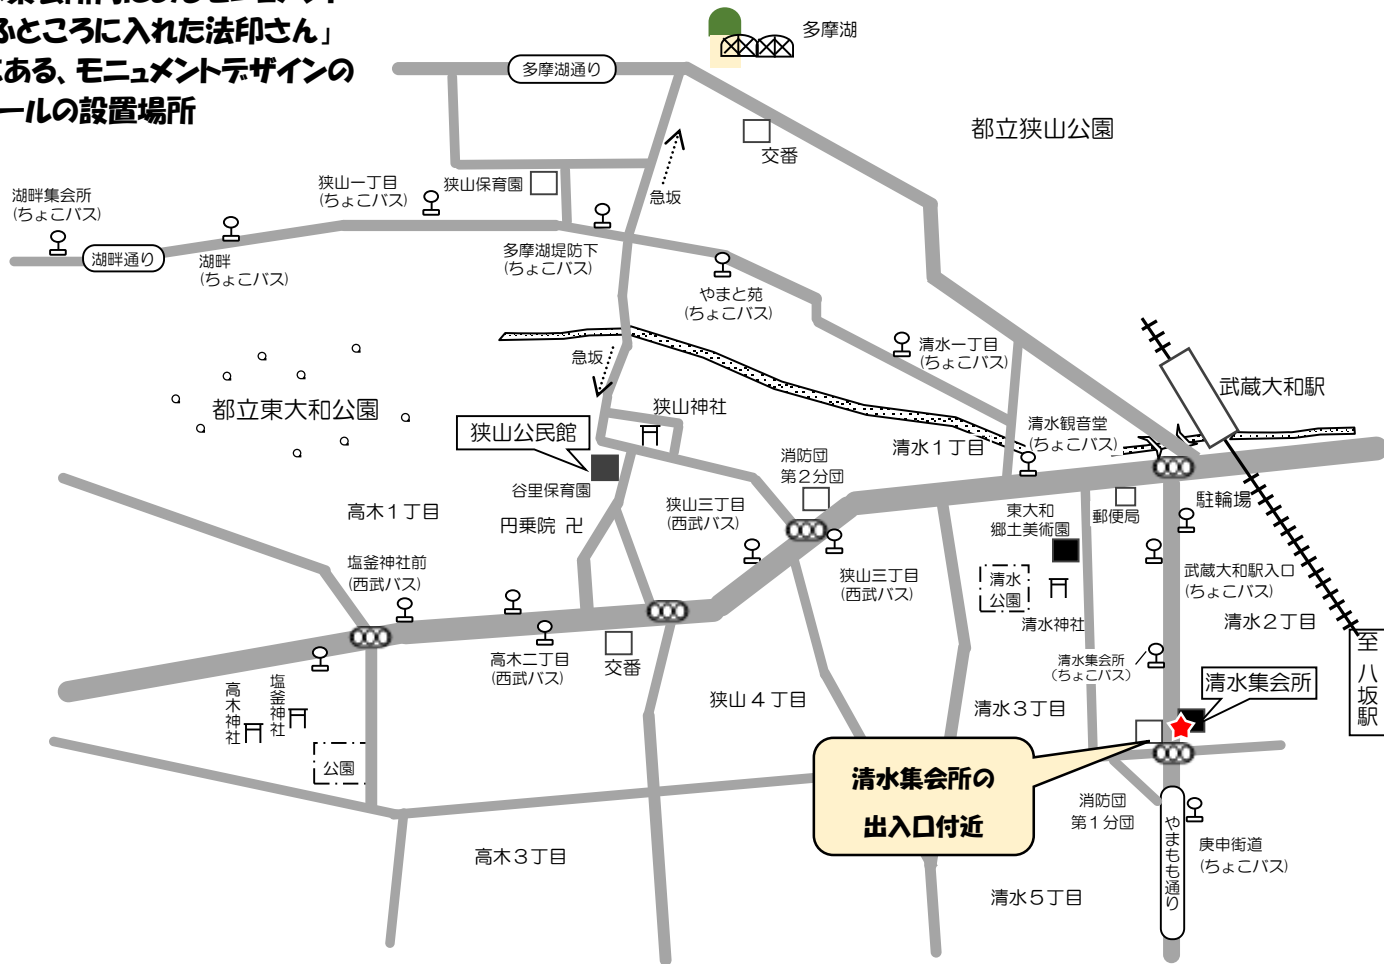 ふところに入れた法印さん」
ある、モニュメントデザインの
ールの設置場所
多摩湖
多摩湖通り
都立狭山公園
交番
急坂
狭山一丁目
(ちょこバス)
狭山保育園
湖畔集会所
(ちょこバス)
湖畔通り
湖畔
(ちょこバス)
多摩湖堤防下
(ちょこバス)
やまと苑
(ちょこバス)
清水一丁目
(ちょこバス)
武蔵大和駅
急坂
都立東大和公園
狭山神社
狭山公民館
清水観音堂
(ちょこバス)
清水1丁目
消防団
第2分団
谷里保育園
狭山三丁目
(西武バス)
高木1丁目
円乗院 卍
東大和
郷土美術園
郵便局
駐輪場
塩釜神社前
(西武バス)
狭山三丁目
(西武バス)
清水
公園
武蔵大和駅入口
(ちょこバス)
清水神社
清水2丁目
高木二丁目
(西武バス)
交番
清水集会所
(ちょこバス)
至 八坂駅
清水集会所
高木神社
塩釜神社
狭山4丁目
清水3丁目
公園
清水集会所の
出入口付近
消防団
第1分団
やまもも通り
庚申街道
(ちょこバス)
高木3丁目
清水5丁目